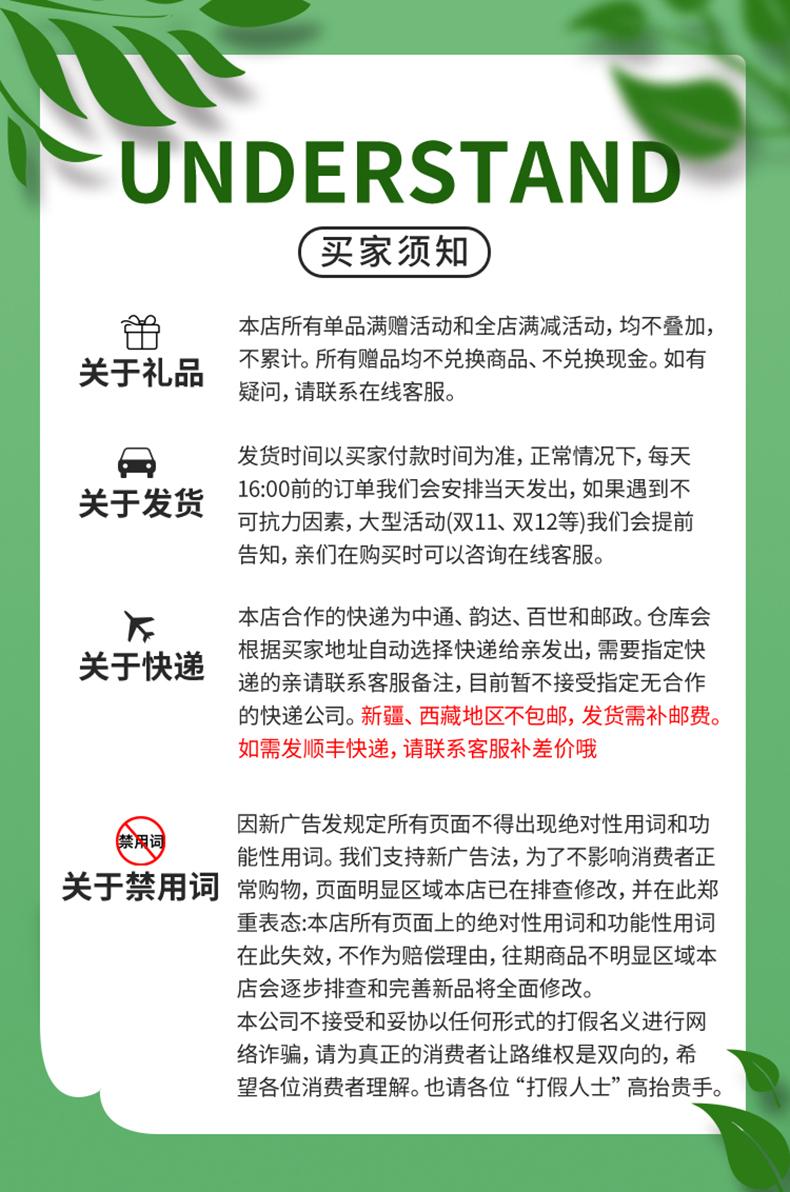 UNDERSTAND
买家须知
关于礼品
本店所有单品满赠活动和全店满减活动，均不叠加，
不累计。所有赠品均不兑换商品、不兑换现金。如有
疑问，请联系在线客服。
关于发货
发货时间以买家付款时间为准，正常情况下，每天
16:00前的订单我们会安排当天发出，如果遇到不
可抗力因素，大型活动(双11、双12等)我们会提前
告知，亲们在购买时可以咨询在线客服。
关于快递
本店合作的快递为中通、韵达、百世和邮政。仓库会
根据买家地址自动选择快递给亲发出，需要指定快
递的亲请联系客服备注，目前暂不接受指定无合作
的快递公司。新疆、西藏地区不包邮，发货需补邮费。
如需发顺丰快递，请联系客服补差价哦
禁用词
关于禁用词
因新广告发规定所有页面不得出现绝对性用词和功
能性用词。我们支持新广告法，为了不影响消费者正
常购物，页面明显区域本店已在排查修改，并在此郑
重表态:本店所有页面上的绝对性用词和功能性用词
在此失效，不作为赔偿理由，往期商品不明显区域本
店会逐步排查和完善新品将全面修改。
本公司不接受和妥协以任何形式的打假名义进行网
络诈骗，请为真正的消费者让路维权是双向的，希
望各位消费者理解。也请各位“打假人士”高抬贵手。